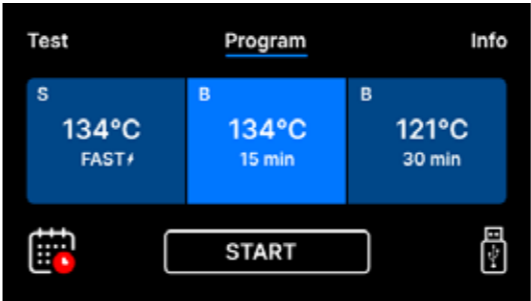 Test Program Info
S B B
134°C 134°C 121°C
FAST⚡ 15 min 30 min
START